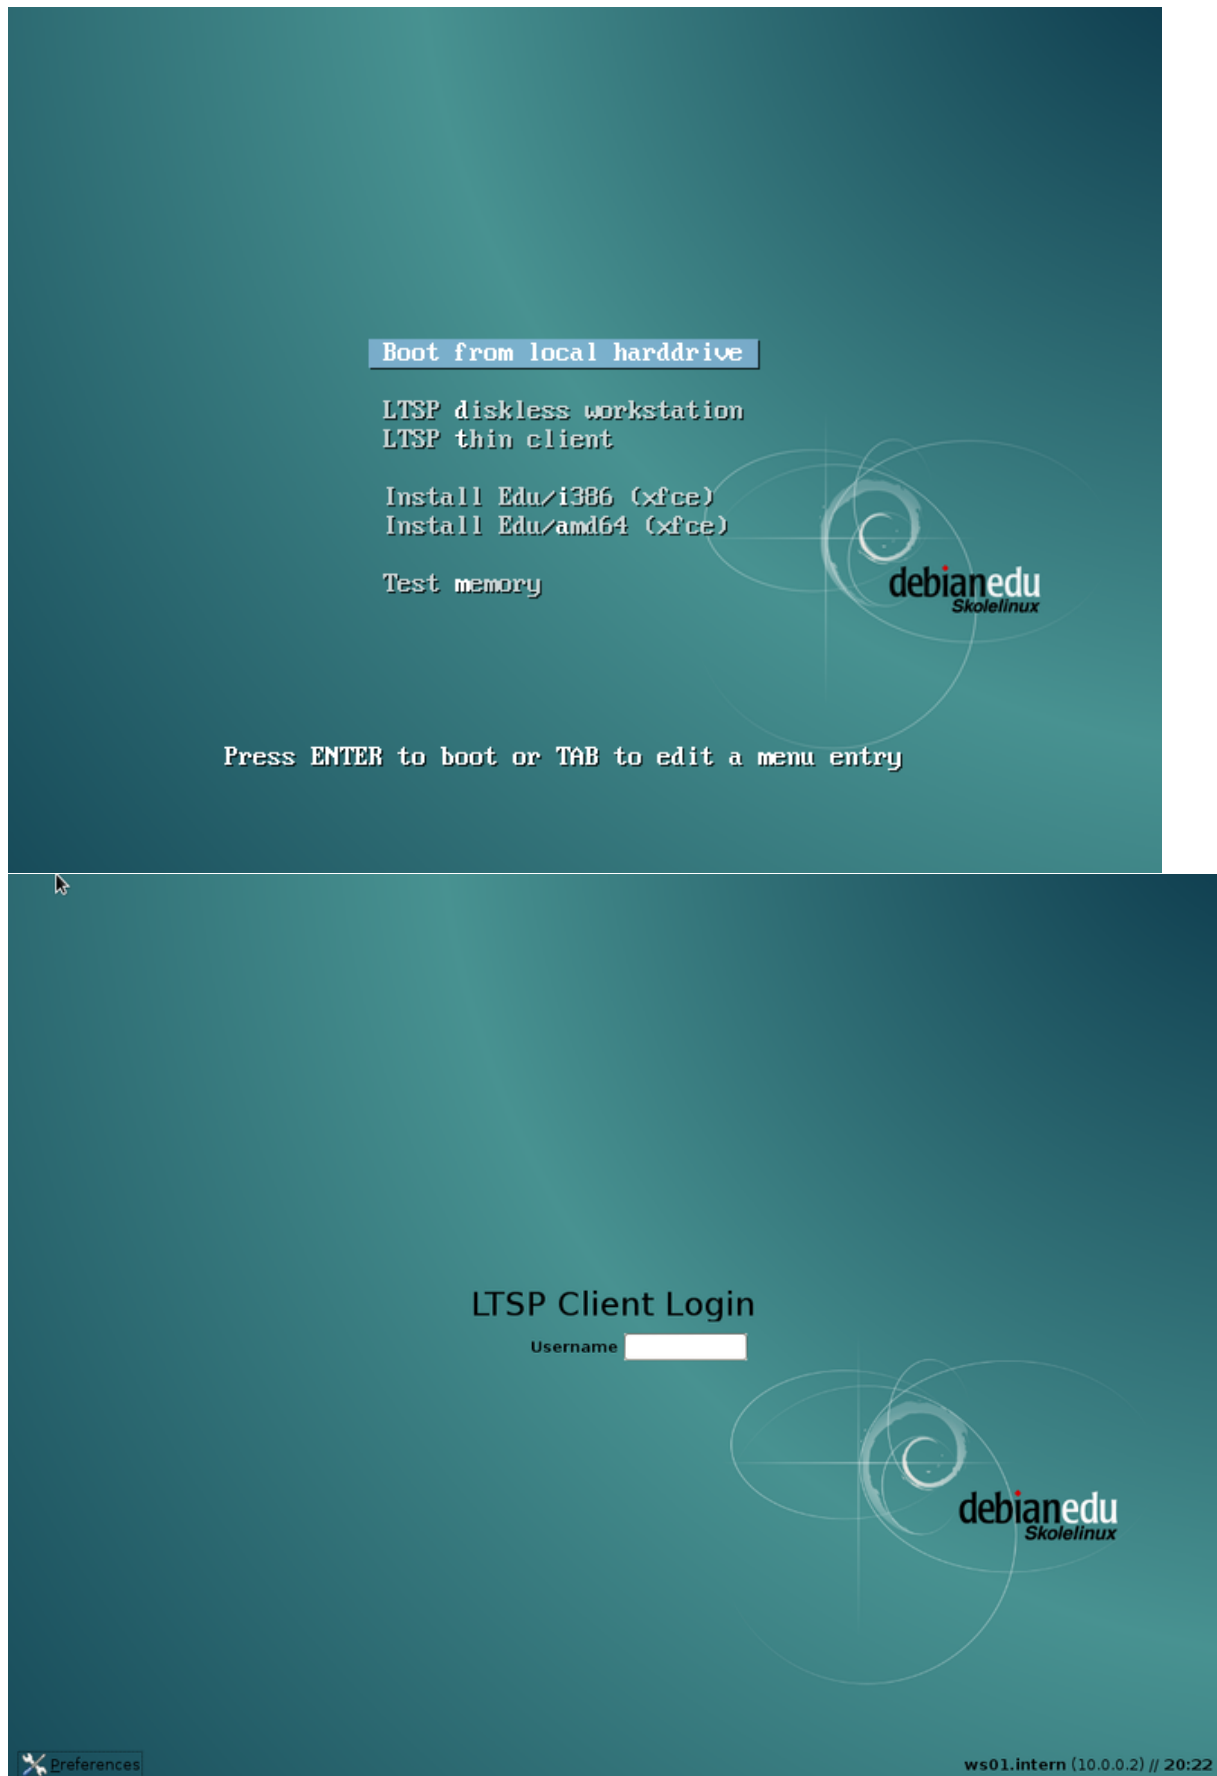 Boot from local harddrive
LTSP diskless workstation
LTSP thin client
Install Edu/i386 (xfce)
Install Edu/amd64 (xfce)
Test memory
debianedu
Skolelinux
Press ENTER to boot or TAB to edit a menu entry
LTSP Client Login
Username
debianedu
Skolelinux
Preferences
ws01.intern (10.0.0.2) // 20:22